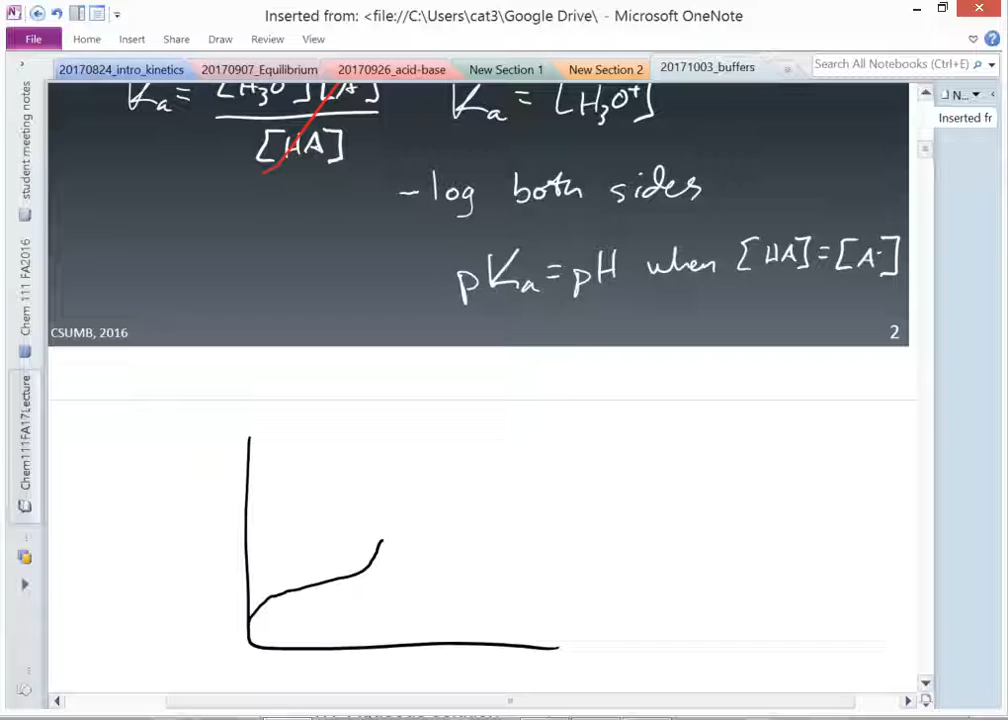 Inserted from: <file://C:\Users\cat3\Google Drive\ - Microsoft OneNote
File Home Insert Share Draw Review View
20170824_intro_kinetics 20170907_Equilibrium 20170926_acid-base New Section 1 New Section 2 20171003_buffers Search All Notebooks (Ctrl+E)
N...
Inserted fr
student meeting notes
Chem 111 FA2016
Chem111FA17Lecture
Ka = [H3O+][A-] / [HA] Ka = [H3O+]
-log both sides
pKa = pH when [HA]=[A-]
CSUMB, 2016
2